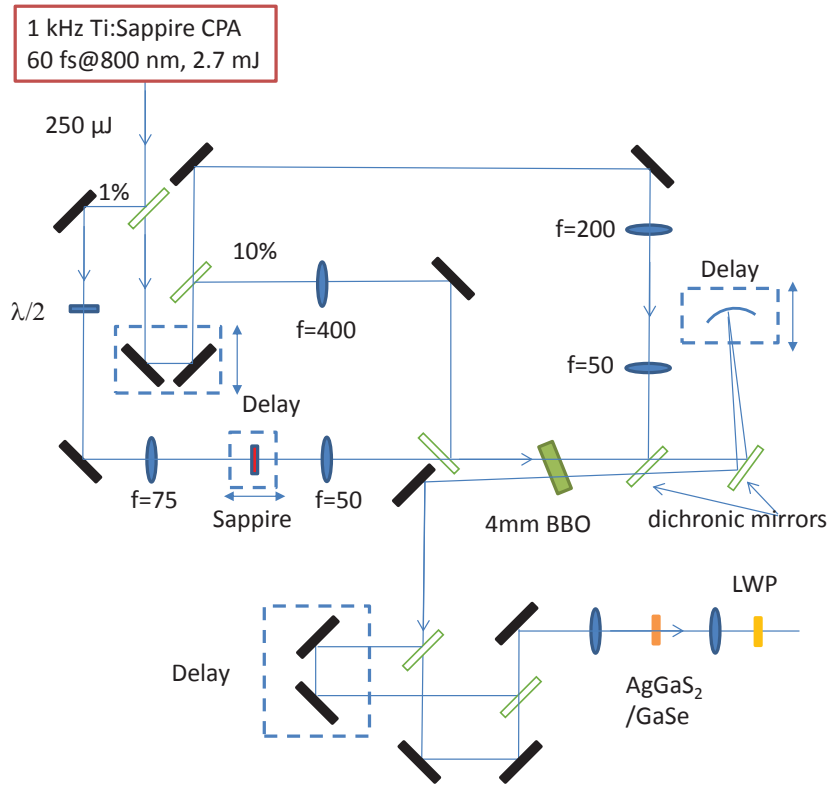 1 kHz Ti:Sappire CPA
60 fs@800 nm, 2.7 mJ
250 μJ
1%
10%
f=200
Delay
λ/2
f=400
f=50
Delay
f=75
Sappire
f=50
4mm BBO
dichronic mirrors
LWP
Delay
AgGaS₂
/GaSe